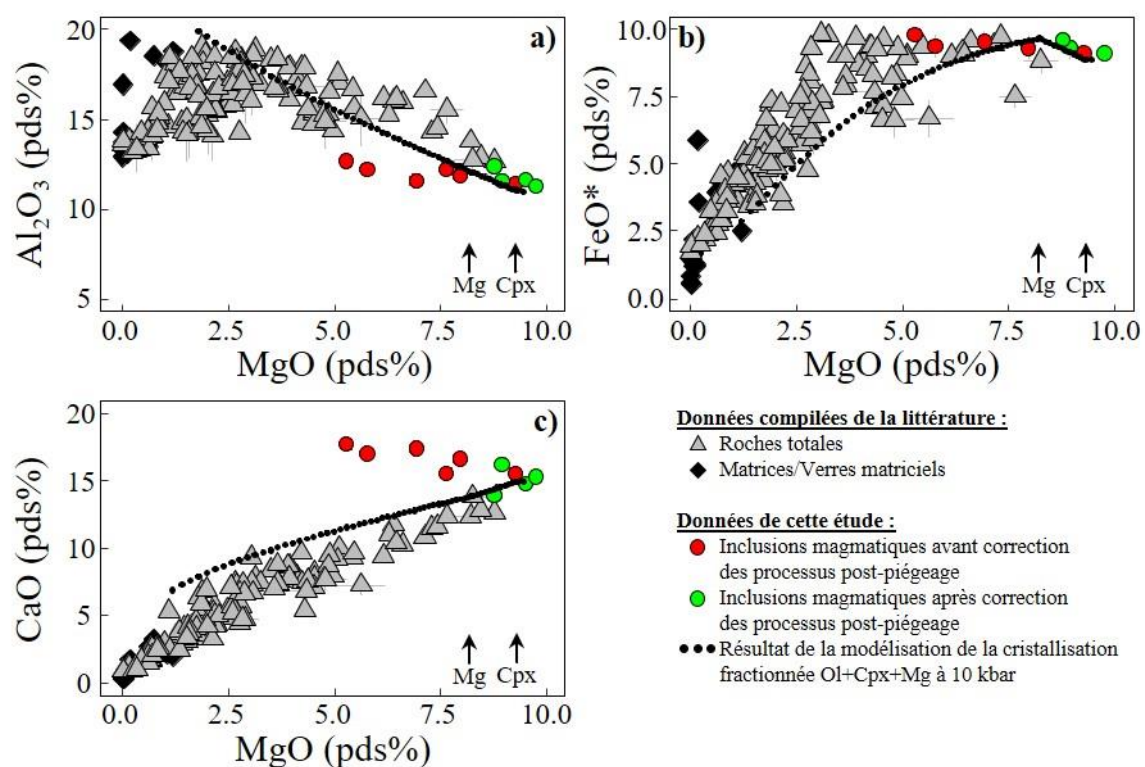 a)
20
15
10
5
Al₂O₃ (pds%)
0.0 2.5 5.0 7.5 10.0
MgO (pds%)
Mg Cpx
b)
10.0
7.5
5.0
2.5
0.0
FeO* (pds%)
0.0 2.5 5.0 7.5 10.0
MgO (pds%)
Mg Cpx
c)
20
15
10
5
0
CaO (pds%)
0.0 2.5 5.0 7.5 10.0
MgO (pds%)
Mg Cpx
Données compilées de la littérature :
Roches totales
Matrices/Verres matriciels
Données de cette étude :
Inclusions magmatiques avant correction
des processus post-piégeage
Inclusions magmatiques après correction
des processus post-piégeage
Résultat de la modélisation de la cristallisation
fractionnée Ol+Cpx+Mg à 10 kbar